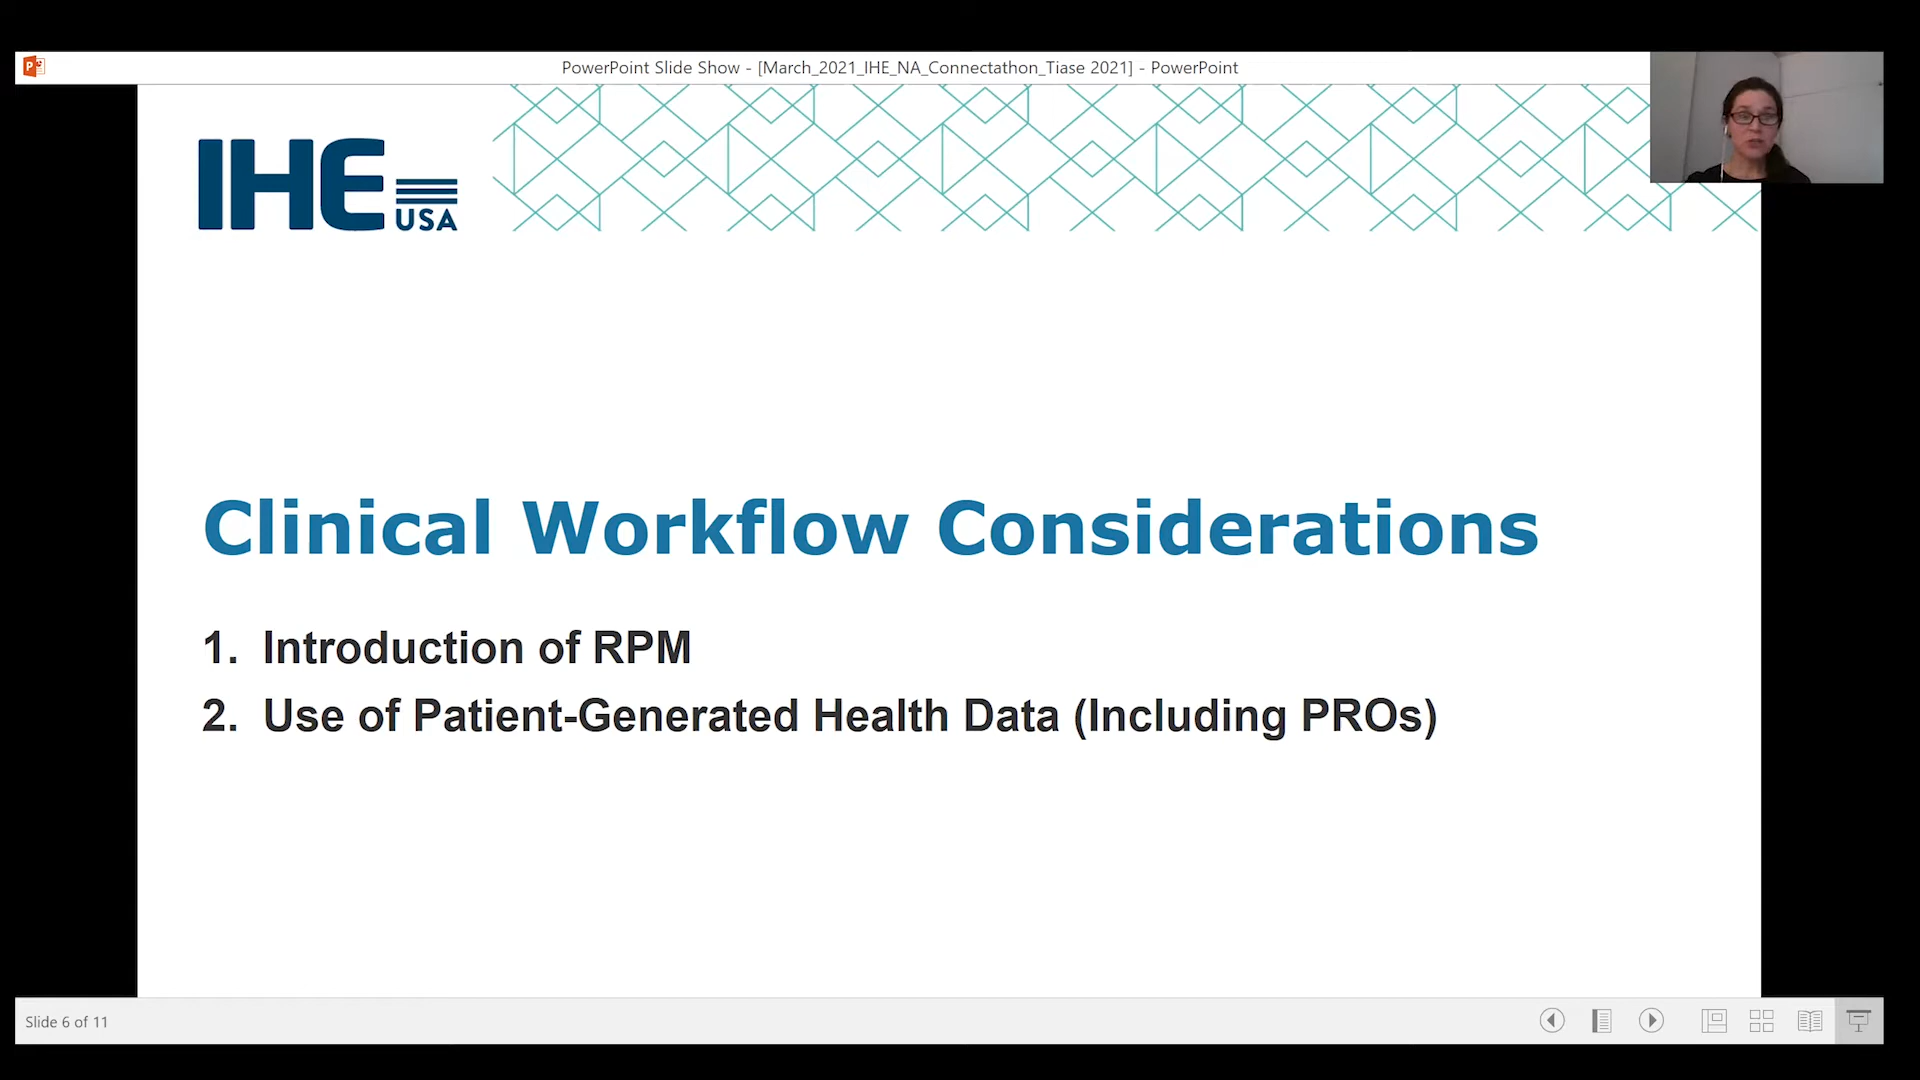 PowerPoint Slide Show - [March_2021_IHE_NA_Connectathon_Tiase 2021] - PowerPoint
IHE USA
Clinical Workflow Considerations
1. Introduction of RPM
2. Use of Patient-Generated Health Data (Including PROs)
Slide 6 of 11